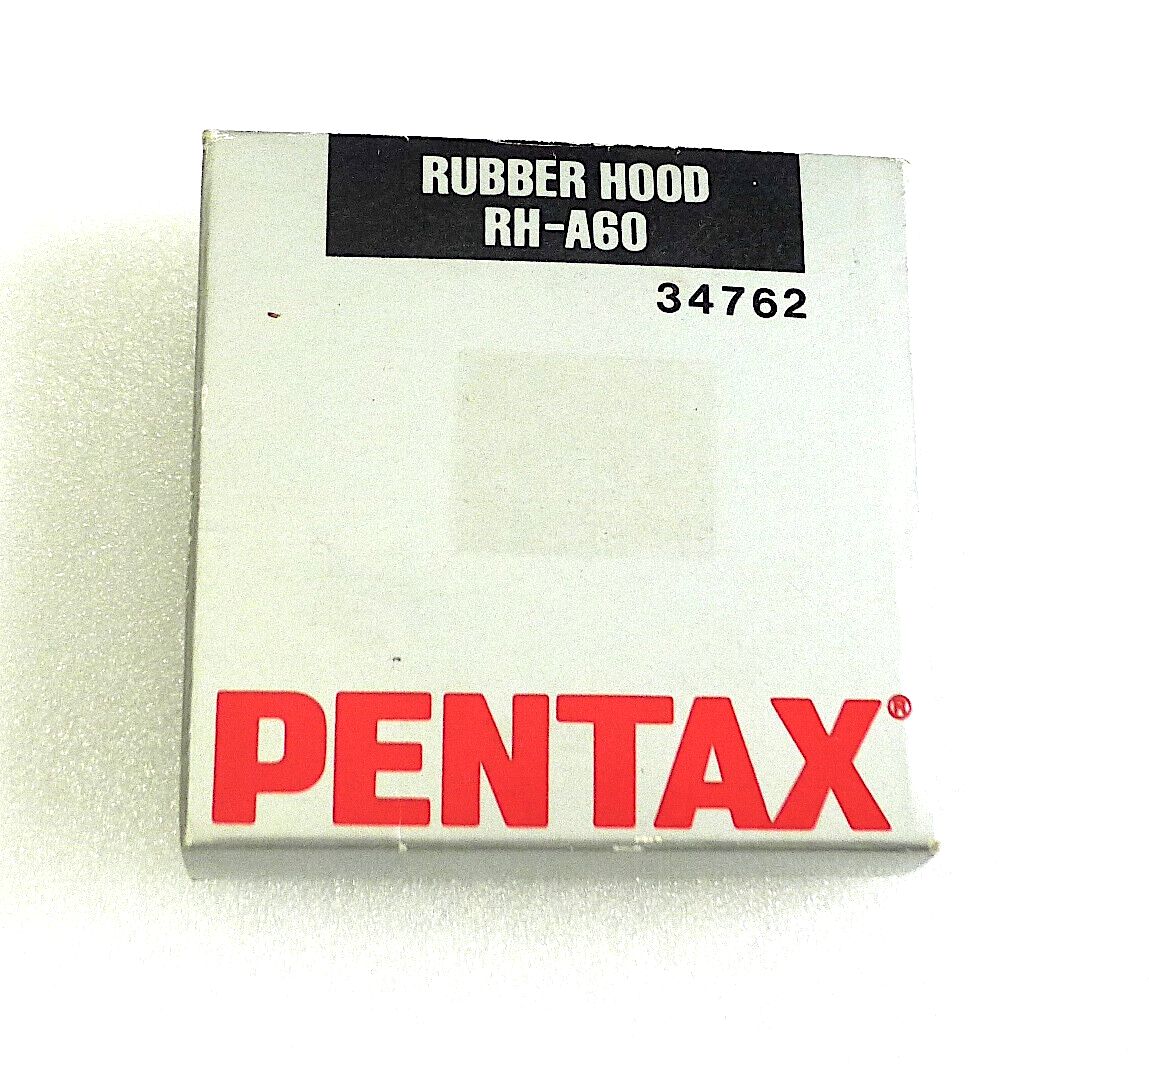 RUBBER HOOD
RH-A60
34762
PENTAX®